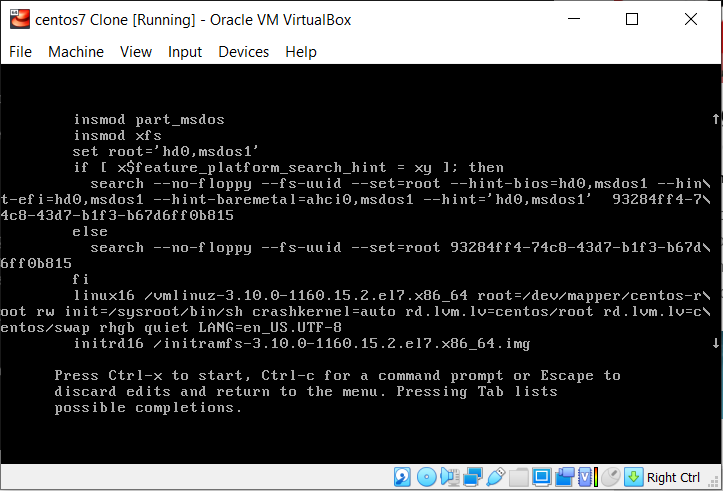 centos7 Clone [Running] - Oracle VM VirtualBox
File Machine View Input Devices Help
insmod part_msdos
insmod xfs
set root='hd0,msdos1'
if [ x$feature_platform_search_hint = xy ]; then
search --no-floppy --fs-uuid --set=root --hint-bios=hd0,msdos1 --hin\
t-efi=hd0,msdos1 --hint-baremetal=ahci0,msdos1 --hint='hd0,msdos1'  93284ff4-7\
4c8-43d7-b1f3-b67d6ff0b815
else
search --no-floppy --fs-uuid --set=root 93284ff4-74c8-43d7-b1f3-b67d\
6ff0b815
fi
linux16 /vmlinuz-3.10.0-1160.15.2.el7.x86_64 root=/dev/mapper/centos-r\
oot rw init=/sysroot/bin/sh crashkernel=auto rd.lvm.lv=centos/root rd.lvm.lv=c\
entos/swap rhgb quiet LANG=en_US.UTF-8
initrd16 /initramfs-3.10.0-1160.15.2.el7.x86_64.img
Press Ctrl-x to start, Ctrl-c for a command prompt or Escape to
discard edits and return to the menu. Pressing Tab lists
possible completions.
Right Ctrl